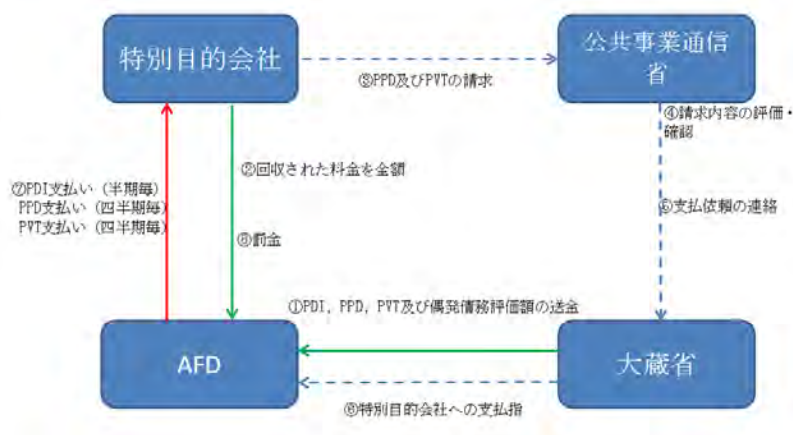 特別目的会社
公共事業通信
省
③PPD及びPVTの請求
④請求内容の評価・
確認
②回収された料金を全額
⑦PDI支払い（半期毎）
PPD支払い（四半期毎）
PVT支払い（四半期毎）
⑤支払依頼の連絡
⑧罰金
①PDI, PPD, PVT及び偶発債務評価額の送金
AFD
大蔵省
⑥特別目的会社への支払指